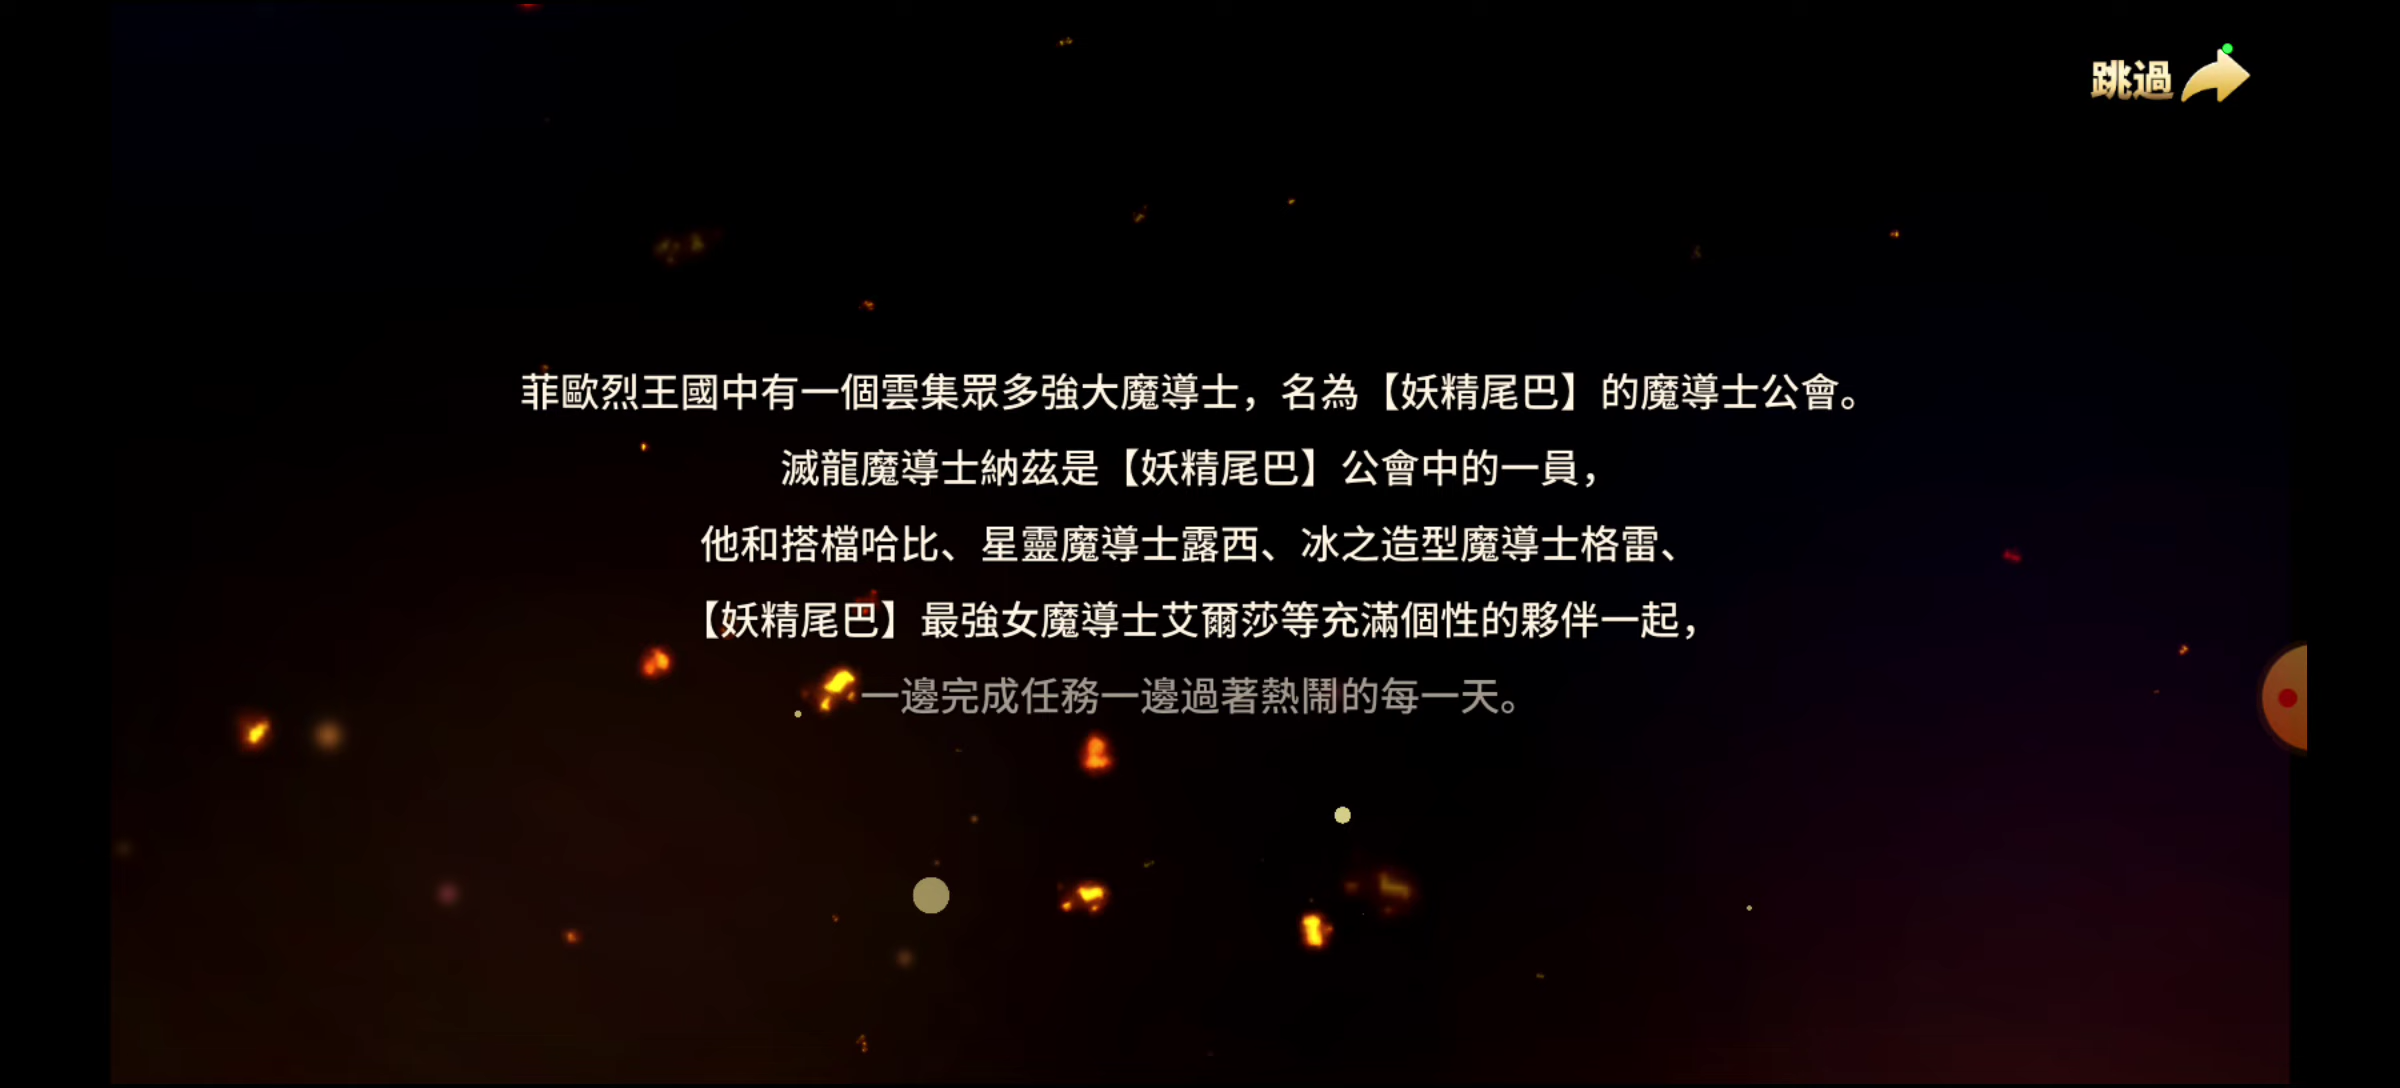 跳過
菲歐烈王國中有一個雲集眾多強大魔導士，名為【妖精尾巴】的魔導士公會。
滅龍魔導士納茲是【妖精尾巴】公會中的一員，
他和搭檔哈比、星靈魔導士露西、冰之造型魔導士格雷、
【妖精尾巴】最強女魔導士艾爾莎等充滿個性的夥伴一起，
一邊完成任務一邊過著熱鬧的每一天。